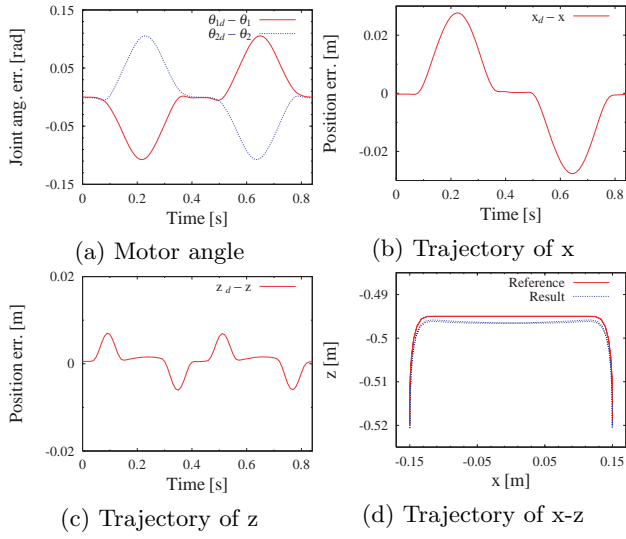 θ1d − θ1
θ2d − θ2
Joint ang. err. [rad]
0.15
0.05
-0.05
-0.15
0 0.2 0.4 0.6 0.8
Time [s]
(a) Motor angle
xd − x
Position err. [m]
0.02
0
-0.02
0 0.2 0.4 0.6 0.8
Time [s]
(b) Trajectory of x
z d − z
Position err. [m]
0.02
0
-0.02
0 0.2 0.4 0.6 0.8
Time [s]
(c) Trajectory of z
Reference
Result
z [m]
-0.49
-0.5
-0.51
-0.52
-0.15 -0.05 0.05 0.15
x [m]
(d) Trajectory of x-z